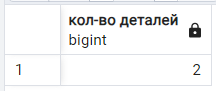 кол-во деталей
bigint
1 2